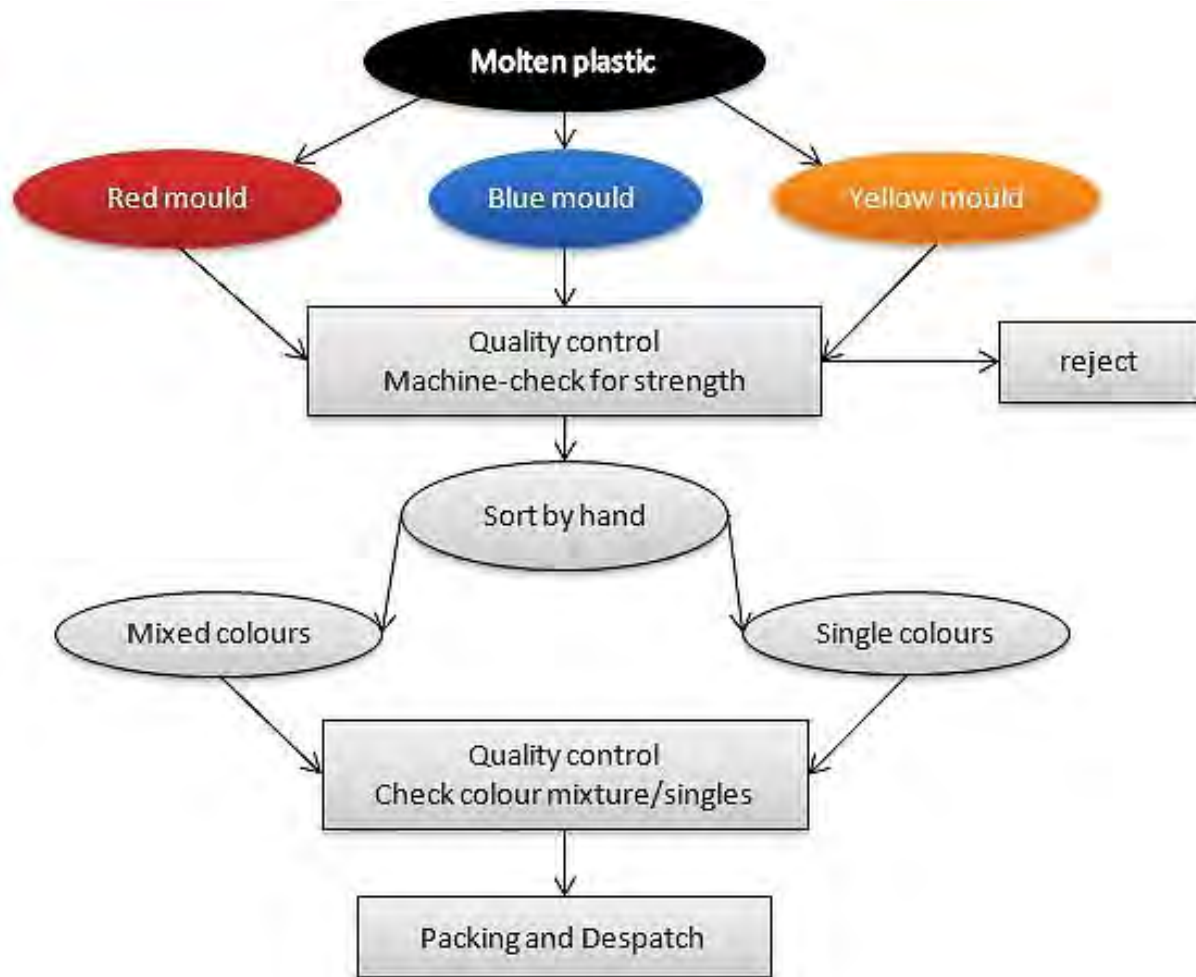 Molten plastic
Red mould
Blue mould
Yellow mould
Quality control
Machine-check for strength
reject
Sort by hand
Mixed colours
Single colours
Quality control
Check colour mixture/singles
Packing and Despatch